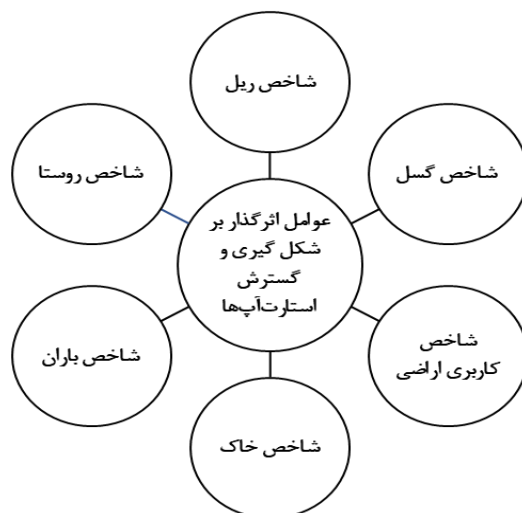 شاخص ریل
شاخص گسل
شاخص روستا
عوامل اثرگذار بر
شکل گیری و
گسترش
استارت‌آپ‌ها
شاخص
کاربری اراضی
شاخص باران
شاخص خاک